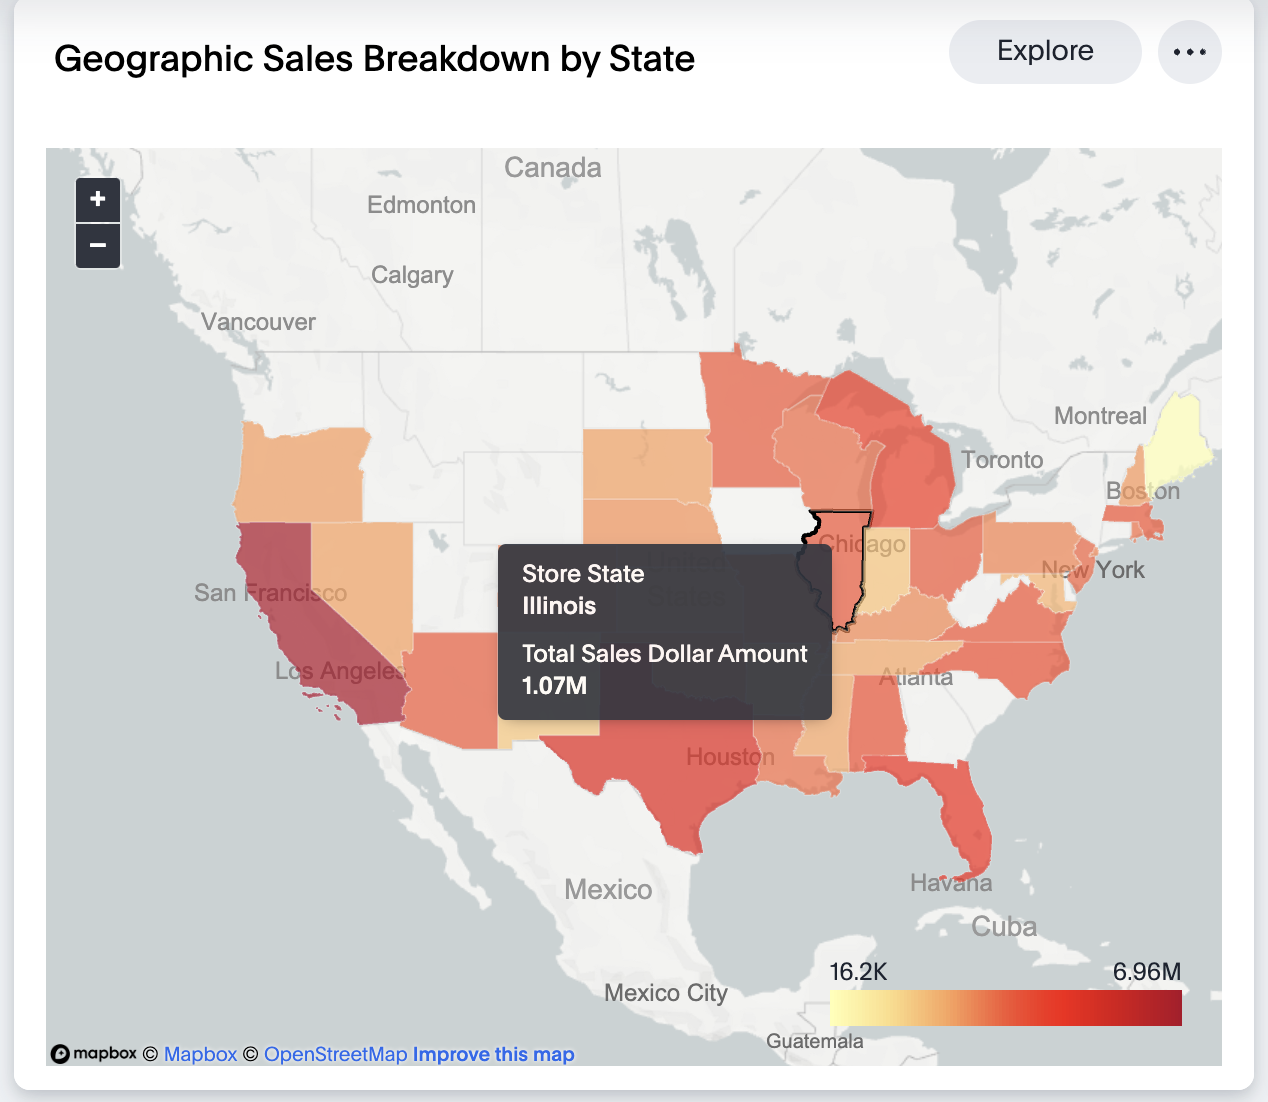 Geographic Sales Breakdown by State
Explore
...
+
−
Canada
Edmonton
Calgary
Vancouver
Montreal
Toronto
Boston
Chicago
New York
United
States
San Francisco
Los Angeles
Atlanta
Houston
Store State
Illinois
Total Sales Dollar Amount
1.07M
Mexico
Havana
Cuba
Mexico City
Guatemala
16.2K 6.96M
mapbox © Mapbox © OpenStreetMap Improve this map